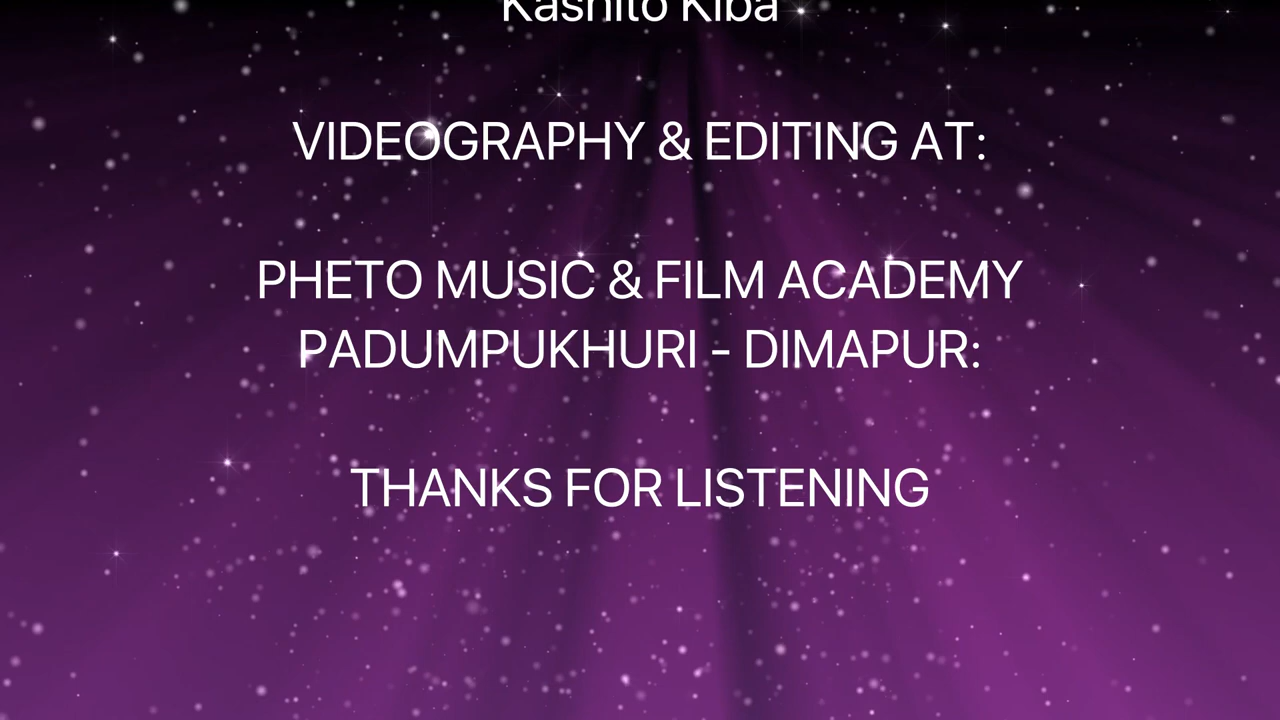 Kashito Kiba
VIDEOGRAPHY & EDITING AT:
PHETO MUSIC & FILM ACADEMY
PADUMPUKHURI - DIMAPUR:
THANKS FOR LISTENING